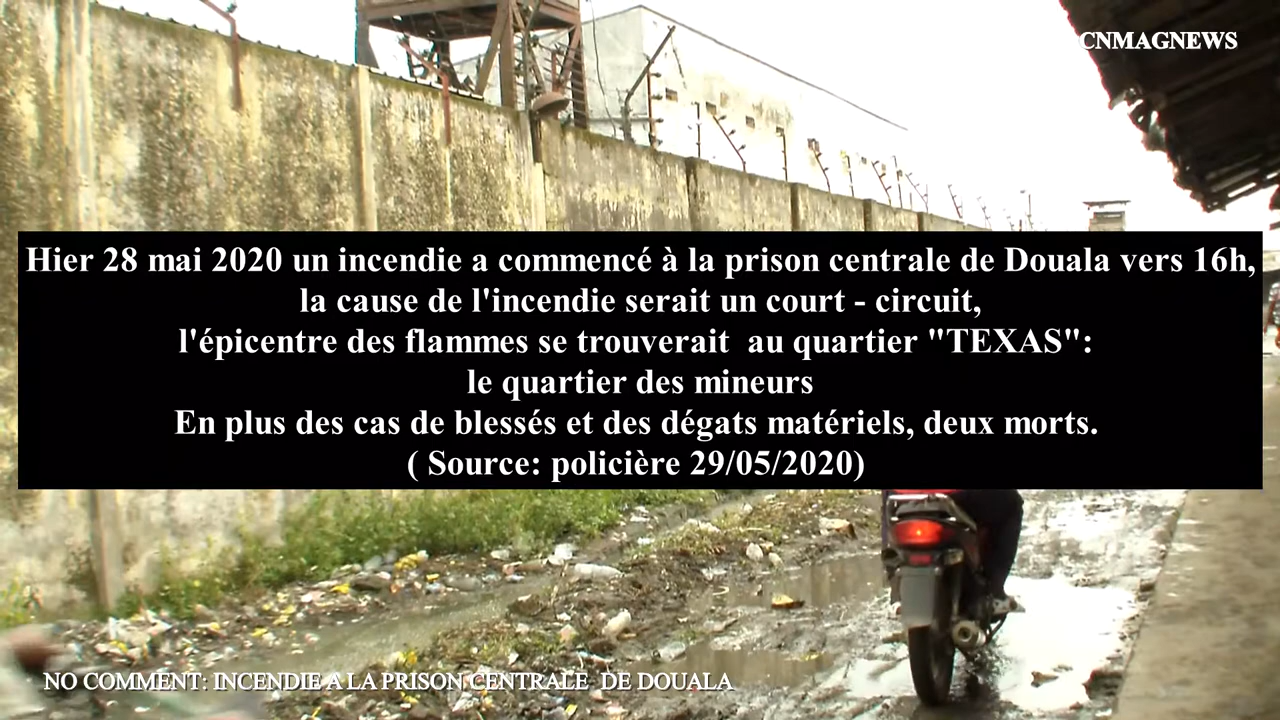 CNMAGNEWS
Hier 28 mai 2020 un incendie a commencé à la prison centrale de Douala vers 16h,
la cause de l'incendie serait un court - circuit,
l'épicentre des flammes se trouverait  au quartier "TEXAS":
le quartier des mineurs
En plus des cas de blessés et des dégats matériels, deux morts.
( Source: policière 29/05/2020)
NO COMMENT: INCENDIE A LA PRISON CENTRALE  DE DOUALA